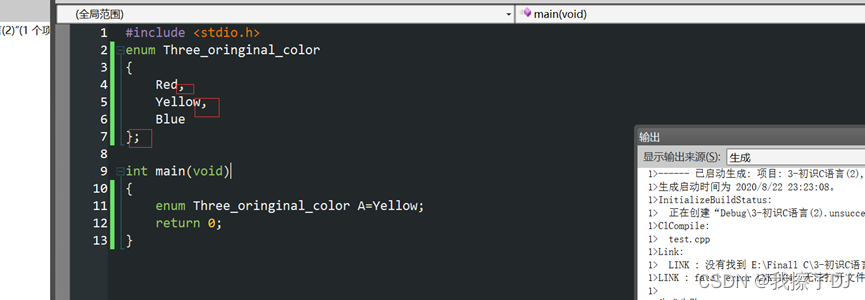 (2)"(1 个项
(全局范围)
main(void)
1 #include <stdio.h>
2 enum Three_oringinal_color
3 {
4 Red,
5 Yellow,
6 Blue
7 };
8
9 int main(void)
10 {
11 enum Three_oringinal_color A=Yellow;
12 return 0;
13 }
输出
显示输出来源(S): 生成
1>------ 已启动生成: 项目: 3-初识C语言(2),
1>生成启动时间为 2020/8/22 23:23:08。
1>InitializeBuildStatus:
1> 正在创建“Debug\3-初识C语言(2).unsucce
1>ClCompile:
1> test.cpp
1>Link:
1> LINK : 没有找到 E:\Finall C\3-初识C语言
1>LINK : fatal error
1>
CSDN @我擦了DJ